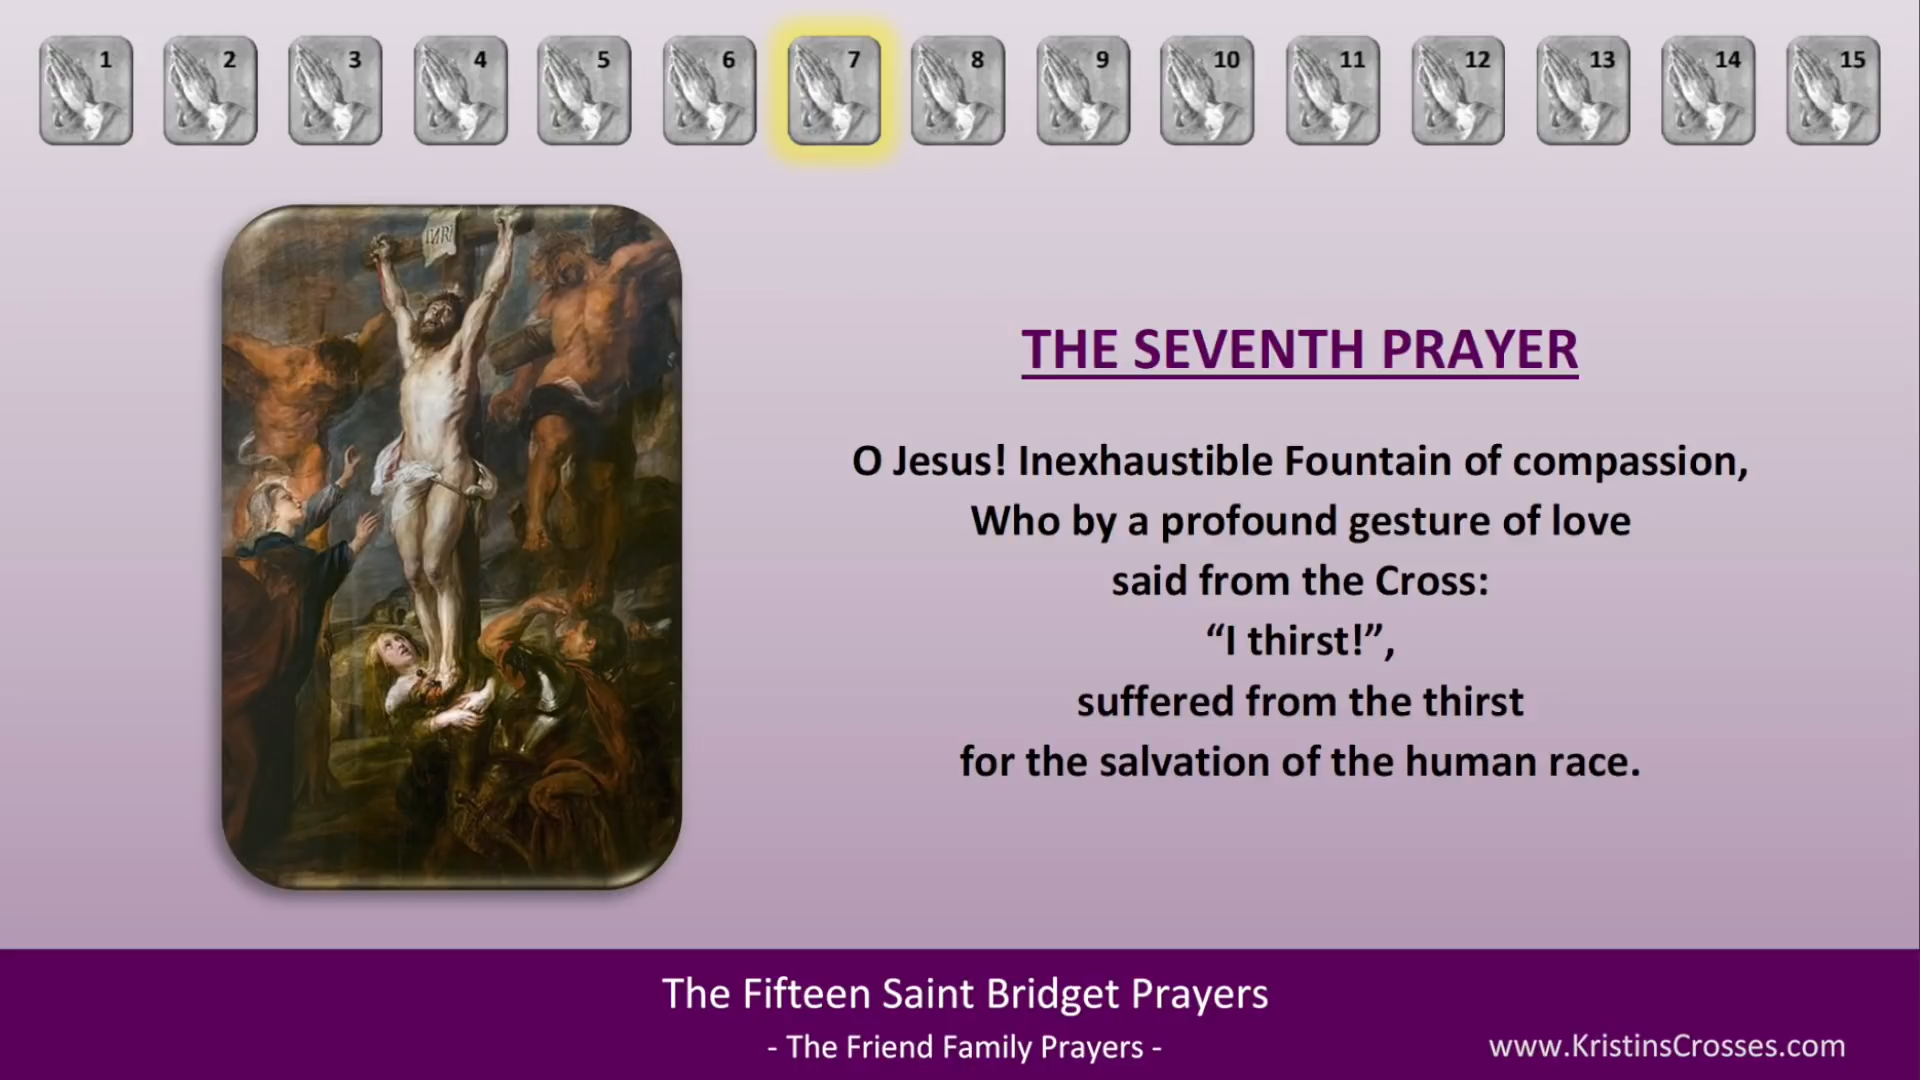 1 2 3 4 5 6 7 8 9 10 11 12 13 14 15
INRI
THE SEVENTH PRAYER
O Jesus! Inexhaustible Fountain of compassion,
Who by a profound gesture of love
said from the Cross:
“I thirst!”,
suffered from the thirst
for the salvation of the human race.
The Fifteen Saint Bridget Prayers
- The Friend Family Prayers -
www.KristinsCrosses.com